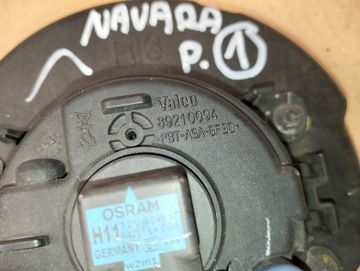 NAVARA
P. 1
Valeo
89210094
>PBT-ASA-GF30<
OSRAM
H11
GERMANY